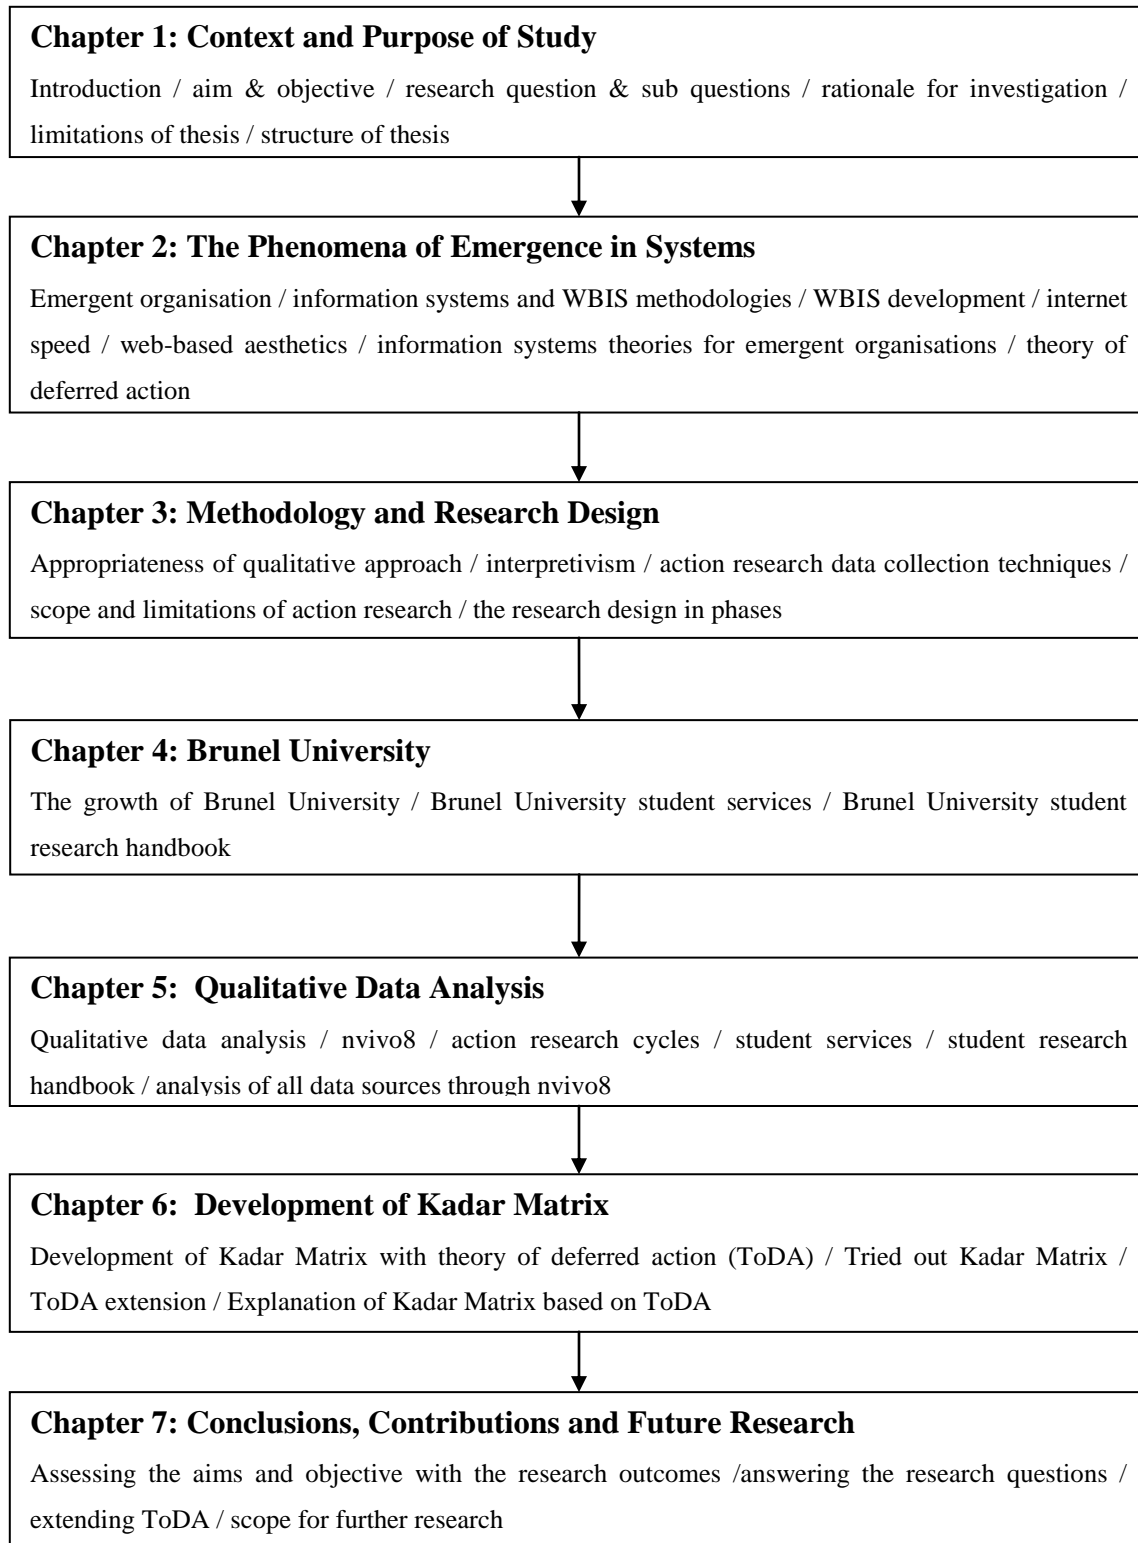 Chapter 1: Context and Purpose of Study
Introduction / aim & objective / research question & sub questions / rationale for investigation /
limitations of thesis / structure of thesis
Chapter 2: The Phenomena of Emergence in Systems
Emergent organisation / information systems and WBIS methodologies / WBIS development / internet
speed / web-based aesthetics / information systems theories for emergent organisations / theory of
deferred action
Chapter 3: Methodology and Research Design
Appropriateness of qualitative approach / interpretivism / action research data collection techniques /
scope and limitations of action research / the research design in phases
Chapter 4: Brunel University
The growth of Brunel University / Brunel University student services / Brunel University student
research handbook
Chapter 5: Qualitative Data Analysis
Qualitative data analysis / nvivo8 / action research cycles / student services / student research
handbook / analysis of all data sources through nvivo8
Chapter 6: Development of Kadar Matrix
Development of Kadar Matrix with theory of deferred action (ToDA) / Tried out Kadar Matrix /
ToDA extension / Explanation of Kadar Matrix based on ToDA
Chapter 7: Conclusions, Contributions and Future Research
Assessing the aims and objective with the research outcomes /answering the research questions /
extending ToDA / scope for further research